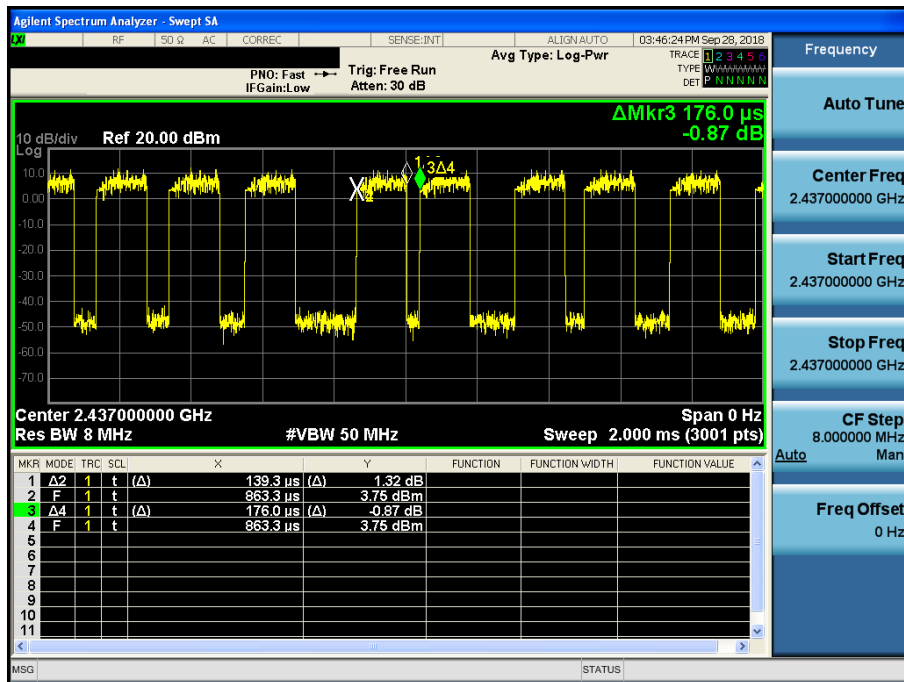 Agilent Spectrum Analyzer - Swept SA
LXI RF 50 Ω AC CORREC SENSE:INT ALIGN AUTO 03:46:24 PM Sep 28, 2018
Avg Type: Log-Pwr TRACE 1 2 3 4 5 6
PNO: Fast Trig: Free Run TYPE WWWWWW
IFGain:Low Atten: 30 dB DET P N N N N N
ΔMkr3 176.0 µs
-0.87 dB
10 dB/div Ref 20.00 dBm
Log
10.0
0.00
-10.0
-20.0
-30.0
-40.0
-50.0
-60.0
-70.0
3Δ4
Center 2.437000000 GHz Span 0 Hz
Res BW 8 MHz #VBW 50 MHz Sweep 2.000 ms (3001 pts)
MKR MODE TRC SCL X Y FUNCTION FUNCTION WIDTH FUNCTION VALUE
1 Δ2 1 t (Δ) 139.3 µs (Δ) 1.32 dB
2 F 1 t 863.3 µs 3.75 dBm
3 Δ4 1 t (Δ) 176.0 µs (Δ) -0.87 dB
4 F 1 t 863.3 µs 3.75 dBm
5
6
7
8
9
10
11
MSG STATUS
Frequency
Auto Tune
Center Freq
2.437000000 GHz
Start Freq
2.437000000 GHz
Stop Freq
2.437000000 GHz
CF Step
8.000000 MHz
Auto Man
Freq Offset
0 Hz